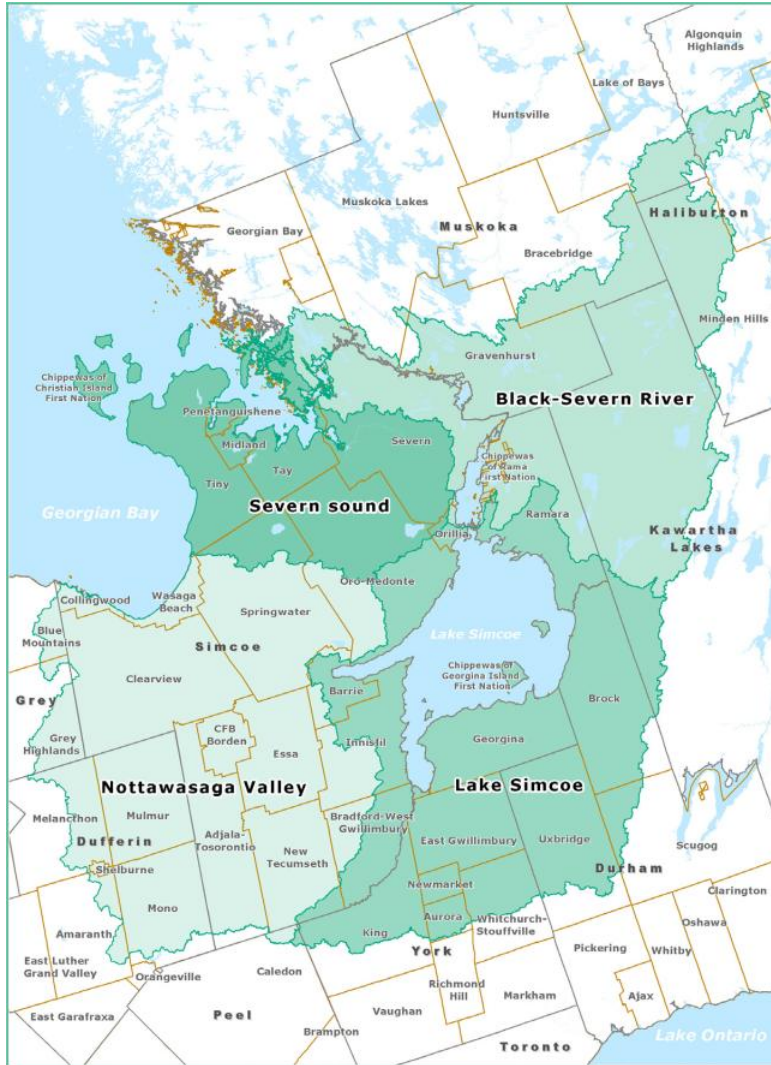 Algonquin
Highlands
Lake of Bays
Huntsville
Muskoka Lakes
Haliburton
Georgian Bay
Muskoka
Bracebridge
Minden Hills
Gravenhurst
Chippewas of
Christian Island
First Nation
Black-Severn River
Penetanguishene
Midland
Severn
Tay
Chippewas
of Rama
First Nation
Tiny
Severn sound
Georgian Bay
Ramara
Orillia
Kawartha
Lakes
Oro-Medonte
Collingwood
Wasaga
Beach
Springwater
Blue
Mountains
Simcoe
Lake Simcoe
Clearview
Chippewas of
Georgina Island
First Nation
Grey
Barrie
Brock
CFB
Borden
Grey
Highlands
Essa
Innisfil
Georgina
Nottawasaga Valley
Lake Simcoe
Melancthon
Mulmur
Bradford-West
Gwillimbury
Dufferin
Adjala-
Tosorontio
East Gwillimbury
Uxbridge
Scugog
New
Tecumseth
Shelburne
Durham
Newmarket
Clarington
Mono
Aurora
Whitchurch-
Stouffville
Oshawa
Amaranth
King
Pickering
Whitby
East Luther
Grand Valley
Orangeville
Caledon
York
Richmond
Hill
Markham
Ajax
East Garafraxa
Peel
Vaughan
Brampton
Lake Ontario
Toronto